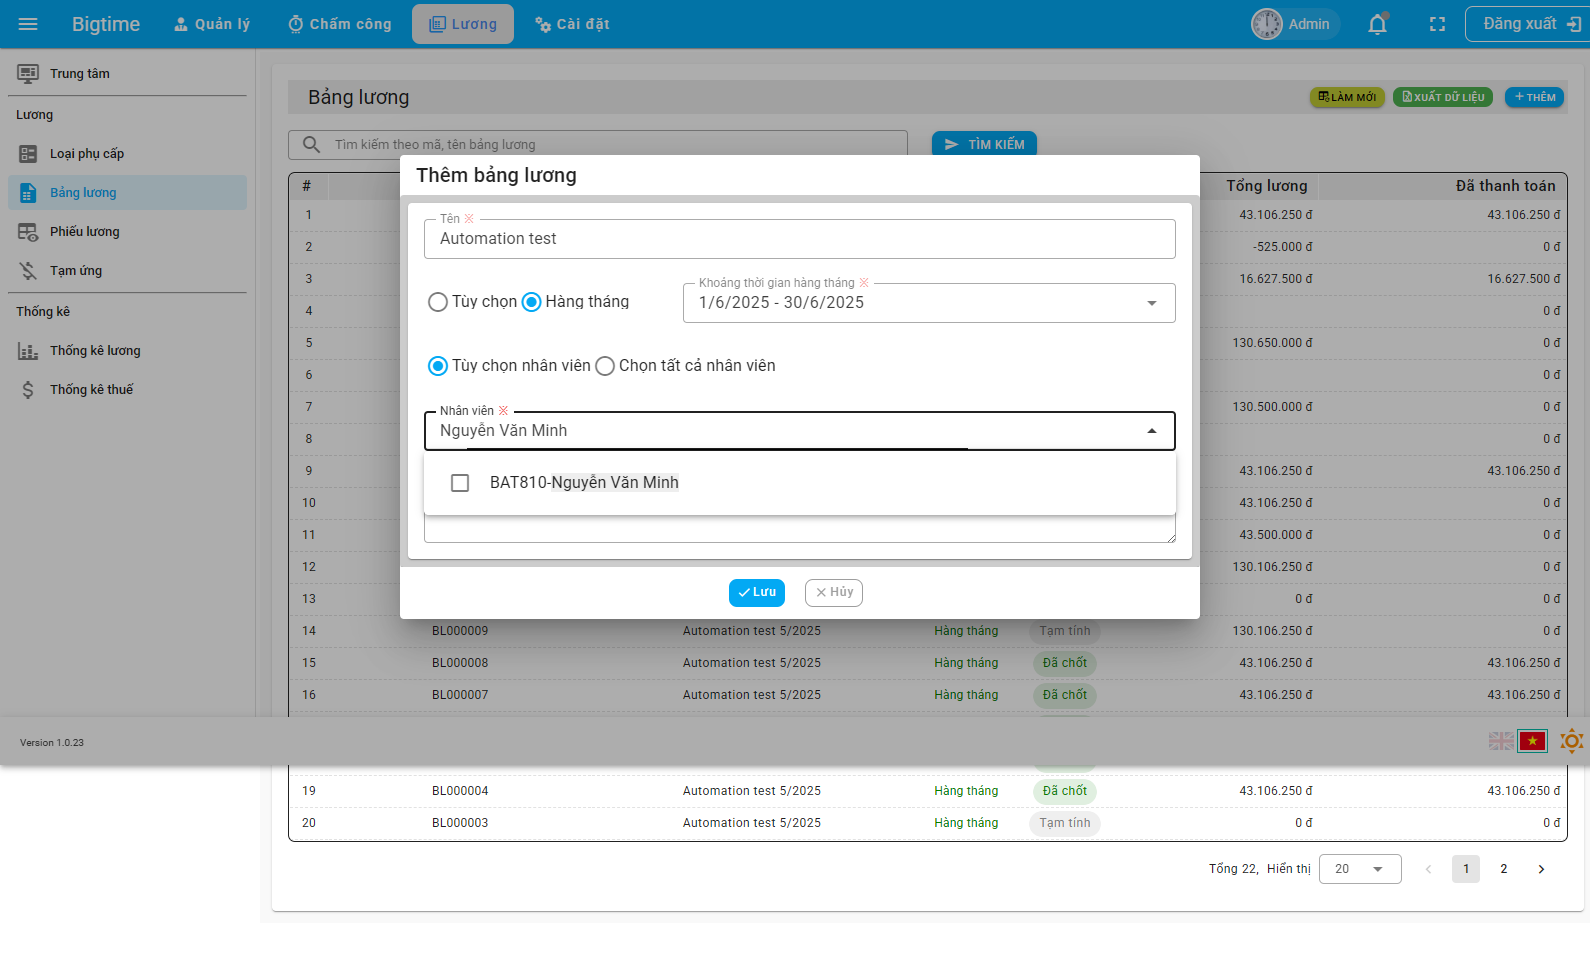 Bigtime
Quản lý
Chấm công
Lương
Cài đặt
Admin
Đăng xuất
Trung tâm
Lương
Loại phụ cấp
Bảng lương
Phiếu lương
Tạm ứng
Thống kê
Thống kê lương
Thống kê thuế
Bảng lương
LÀM MỚI
XUẤT DỮ LIỆU
THÊM
Tìm kiếm theo mã, tên bảng lương
TÌM KIẾM
# Tổng lương Đã thanh toán
1 43.106.250 đ 43.106.250 đ
2 -525.000 đ 0 đ
3 16.627.500 đ 16.627.500 đ
4 0 đ
5 130.650.000 đ 0 đ
6 0 đ
7 130.500.000 đ 0 đ
8 0 đ
9 43.106.250 đ 43.106.250 đ
10 43.106.250 đ 0 đ
11 43.500.000 đ 0 đ
12 130.106.250 đ 0 đ
13 0 đ 0 đ
14 BL000009 Automation test 5/2025 Hàng tháng Tạm tính 130.106.250 đ 0 đ
15 BL000008 Automation test 5/2025 Hàng tháng Đã chốt 43.106.250 đ 43.106.250 đ
16 BL000007 Automation test 5/2025 Hàng tháng Đã chốt 43.106.250 đ 43.106.250 đ
19 BL000004 Automation test 5/2025 Hàng tháng Đã chốt 43.106.250 đ 43.106.250 đ
20 BL000003 Automation test 5/2025 Hàng tháng Tạm tính 0 đ 0 đ
Tổng 22, Hiển thị 20 1 2
Thêm bảng lương
Tên ※
Automation test
Tùy chọn Hàng tháng
Khoảng thời gian hàng tháng ※
1/6/2025 - 30/6/2025
Tùy chọn nhân viên Chọn tất cả nhân viên
Nhân viên ※
Nguyễn Văn Minh
BAT810-Nguyễn Văn Minh
Lưu
Hủy
Version 1.0.23